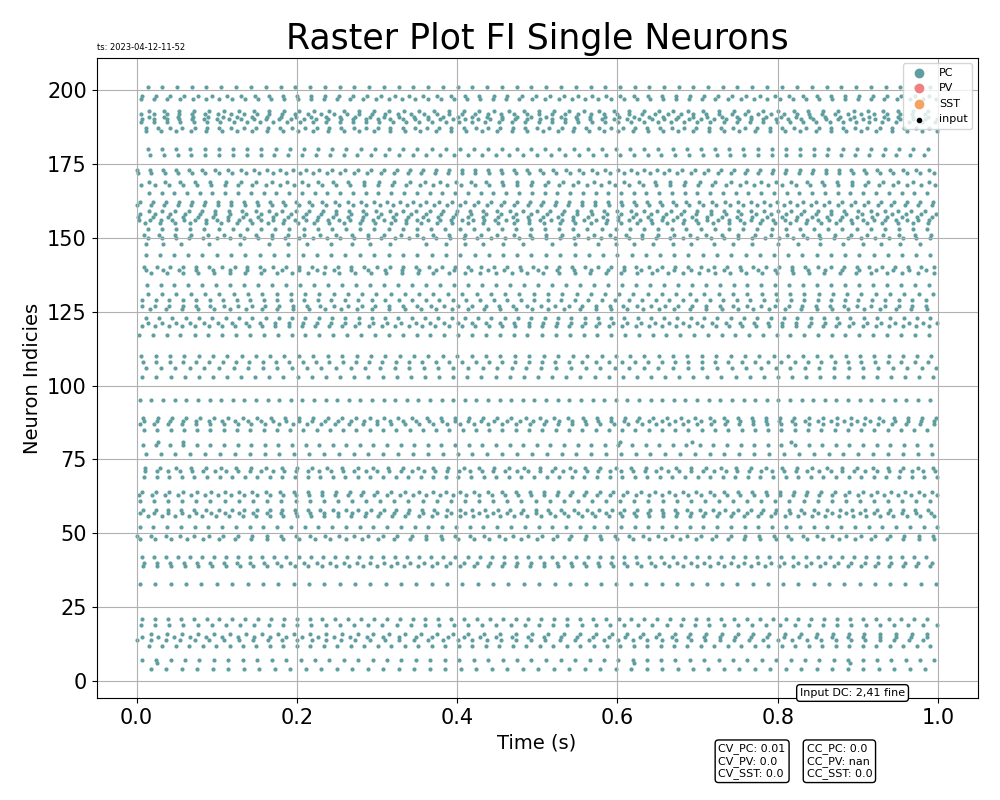 Raster Plot FI Single Neurons
ts: 2023-04-12-11-52
PC
PV
SST
input
200
175
150
125
100
75
50
25
0
Neuron Indicies
0.0 0.2 0.4 0.6 0.8 1.0
Time (s)
Input DC: 2,41 fine
CV_PC: 0.01
CV_PV: 0.0
CV_SST: 0.0
CC_PC: 0.0
CC_PV: nan
CC_SST: 0.0